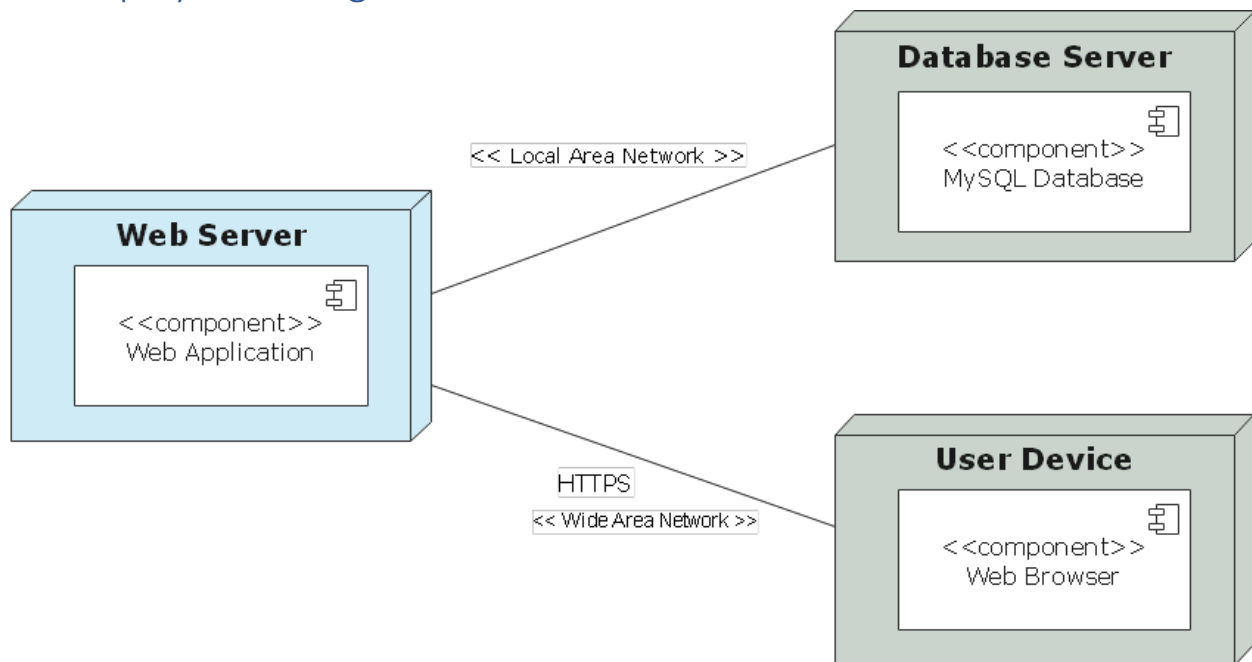 Database Server
<<component>>
MySQL Database
<< Local Area Network >>
Web Server
<<component>>
Web Application
HTTPS
<< Wide Area Network >>
User Device
<<component>>
Web Browser